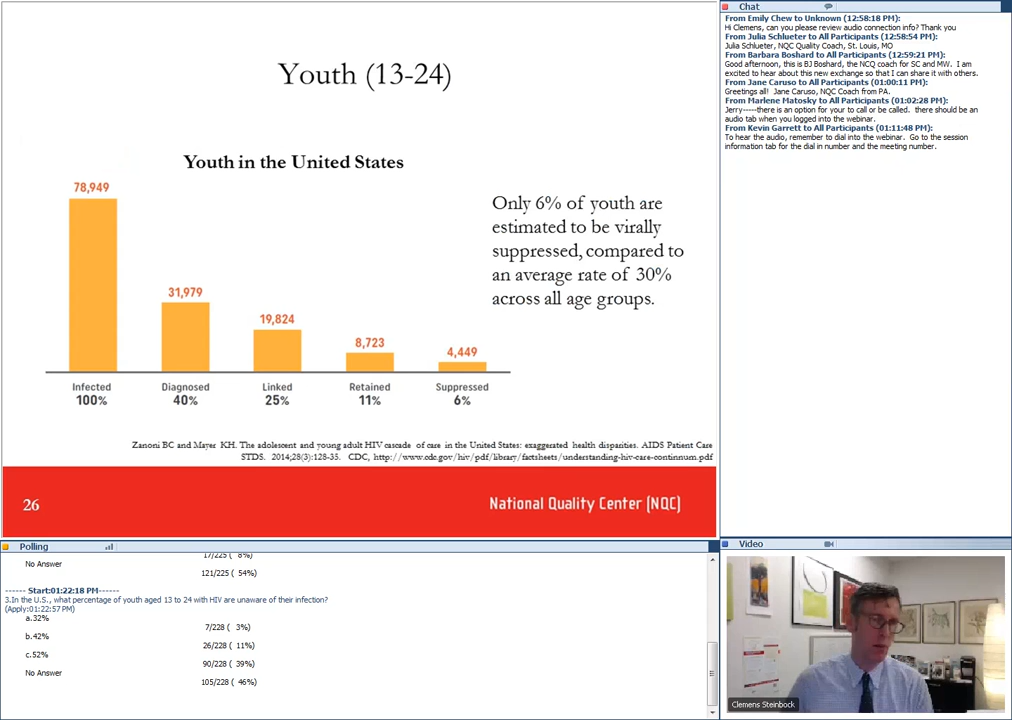 Youth (13-24)
Youth in the United States
78,949
31,979
19,824
8,723
4,449
Infected
Diagnosed
Linked
Retained
Suppressed
100%
40%
25%
11%
6%
Only 6% of youth are
estimated to be virally
suppressed, compared to
an average rate of 30%
across all age groups.
Zanoni BC and Mayer KH. The adolescent and young adult HIV cascade of care in the United States: exaggerated health disparities. AIDS Patient Care
STDS. 2014;28(3):128-35. CDC, http://www.cdc.gov/hiv/pdf/library/factsheets/understanding-hiv-care-continnum.pdf
26
National Quality Center (NQC)
Chat
From Emily Chew to Unknown (12:58:18 PM):
Hi Clemens, can you please review audio connection info? Thank you
From Julia Schlueter to All Participants (12:58:54 PM):
Julia Schlueter, NQC Quality Coach, St. Louis, MO
From Barbara Boshard to All Participants (12:59:21 PM):
Good afternoon, this is BJ Boshard, the NCQ coach for SC and MW. I am
excited to hear about this new exchange so that I can share it with others.
From Jane Caruso to All Participants (01:00:11 PM):
Greetings all! Jane Caruso, NQC Coach from PA.
From Marlene Matosky to All Participants (01:02:28 PM):
Jerry-----there is an option for your to call or be called. there should be an
audio tab when you logged into the webinar.
From Kevin Garrett to All Participants (01:11:48 PM):
To hear the audio, remember to dial into the webinar. Go to the session
information tab for the dial in number and the meeting number.
Polling
17/225 ( 8%)
No Answer
121/225 ( 54%)
------ Start:01:22:18 PM------
3.In the U.S., what percentage of youth aged 13 to 24 with HIV are unaware of their infection?
(Apply:01:22:57 PM)
a.32%
7/228 ( 3%)
b.42%
26/228 ( 11%)
c.52%
90/228 ( 39%)
No Answer
105/228 ( 46%)
Video
Clemens Steinbock